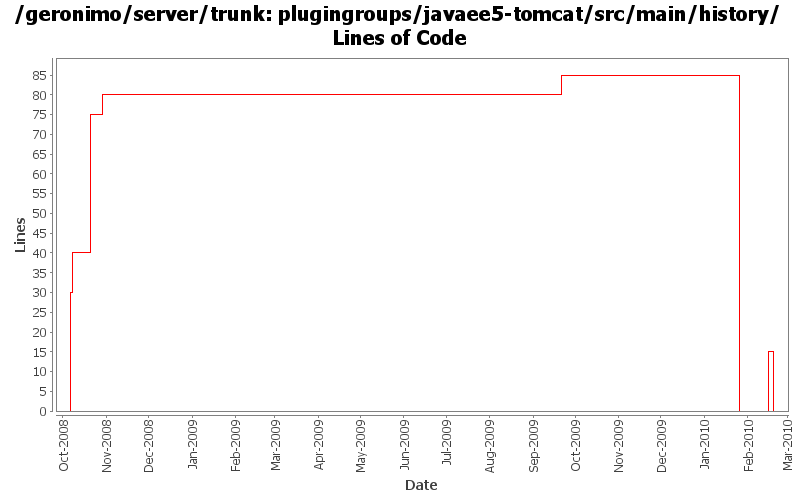 /geronimo/server/trunk: plugingroups/javaee5-tomcat/src/main/history/
Lines of Code
85
80
75
70
65
60
55
50
45
40
35
30
25
20
15
10
5
0
Lines
Oct-2008
Nov-2008
Dec-2008
Jan-2009
Feb-2009
Mar-2009
Apr-2009
May-2009
Jun-2009
Jul-2009
Aug-2009
Sep-2009
Oct-2009
Nov-2009
Dec-2009
Jan-2010
Feb-2010
Mar-2010
Date